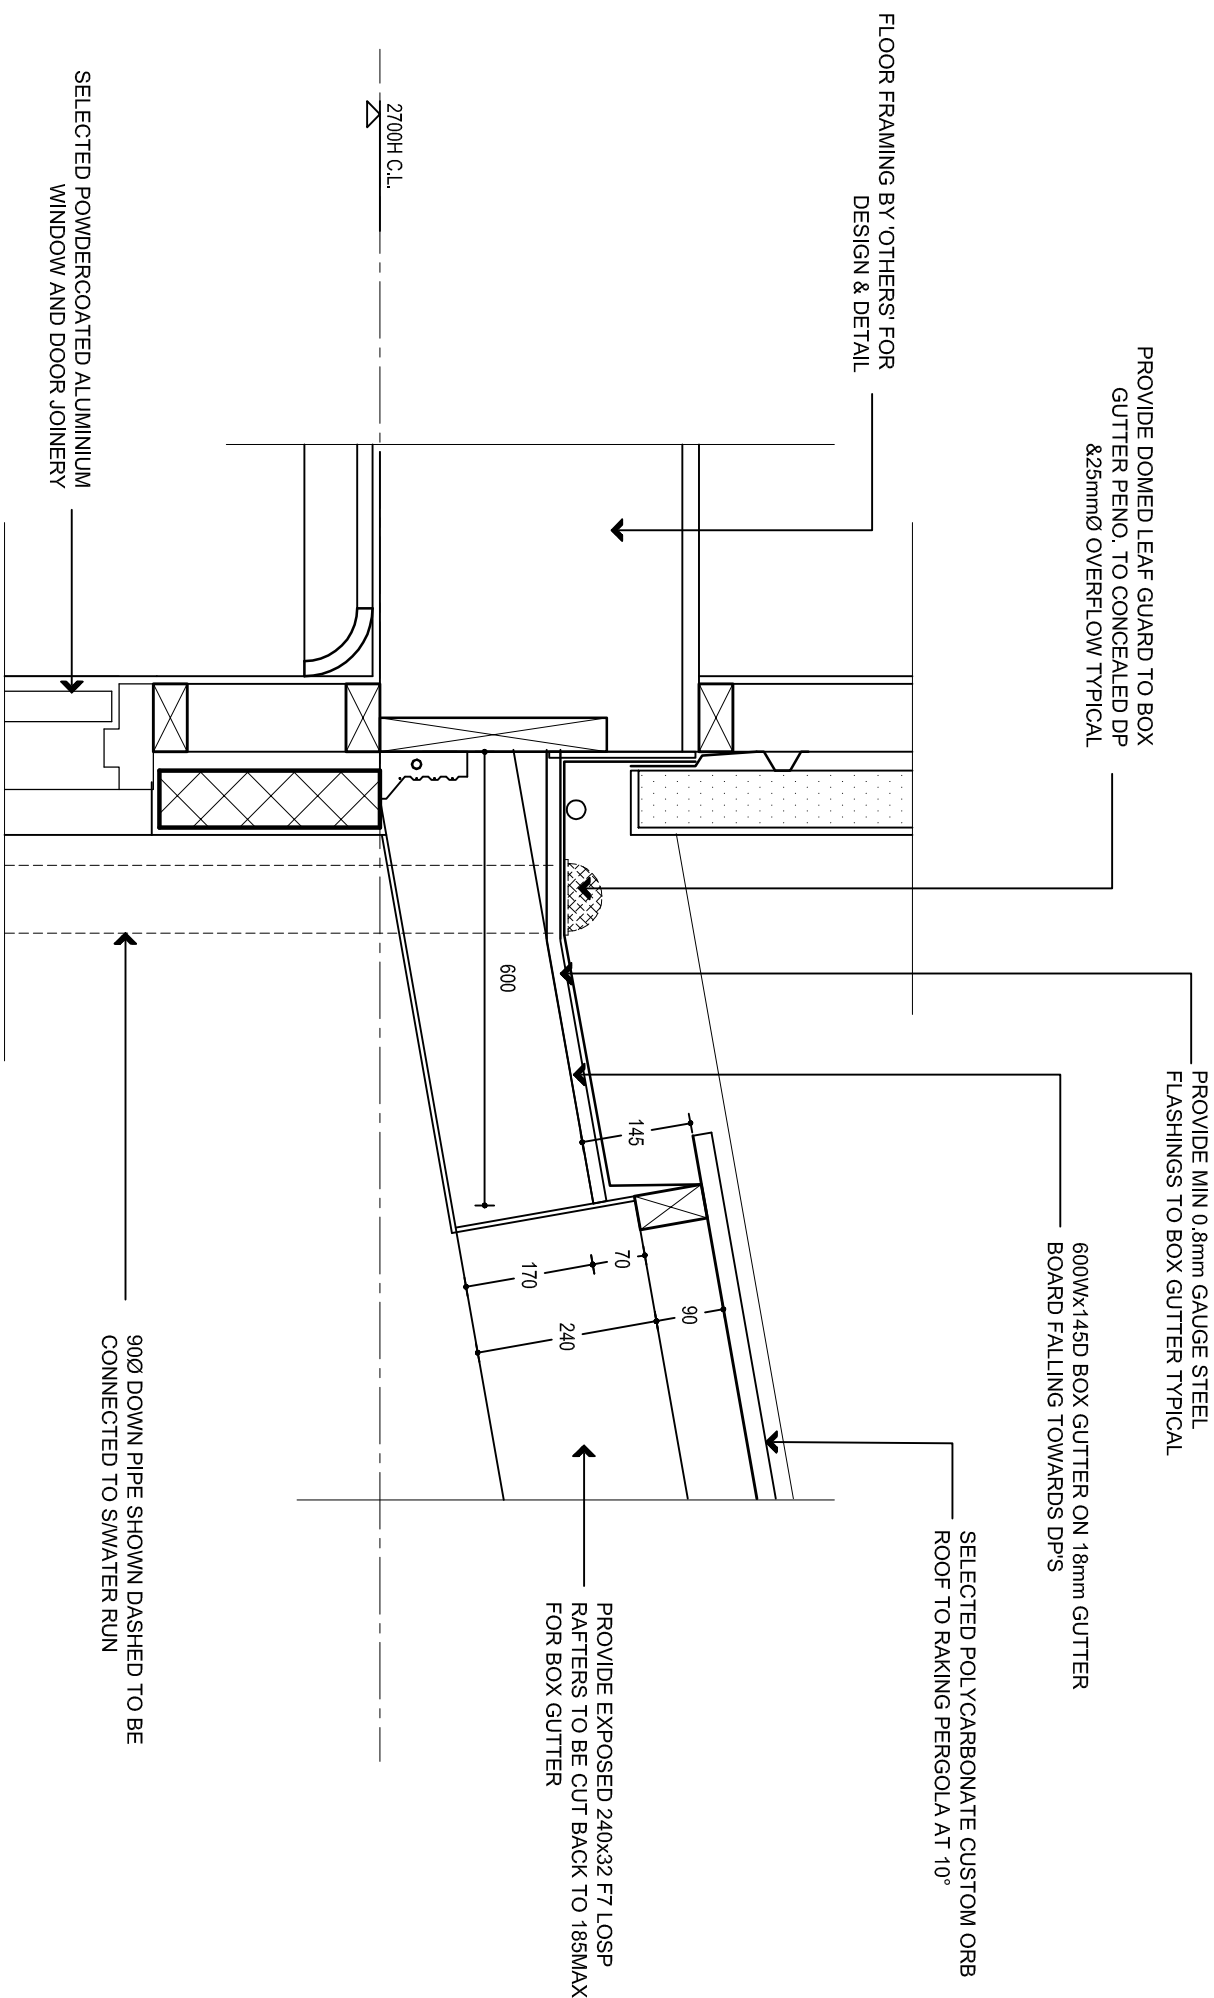 FLOOR FRAMING BY 'OTHERS' FOR
DESIGN & DETAIL
PROVIDE DOMED LEAF GUARD TO BOX
GUTTER PENO. TO CONCEALED DP
&25mmØ OVERFLOW TYPICAL
PROVIDE MIN 0.8mm GAUGE STEEL
FLASHINGS TO BOX GUTTER TYPICAL
600Wx145D BOX GUTTER ON 18mm GUTTER
BOARD FALLING TOWARDS DP'S
SELECTED POLYCARBONATE CUSTOM ORB
ROOF TO RAKING PERGOLA AT 10°
PROVIDE EXPOSED 240x32 F7 LOSP
RAFTERS TO BE CUT BACK TO 185MAX
FOR BOX GUTTER
145
70
90
170
240
600
2700H C.L.
SELECTED POWDERCOATED ALUMINIUM
WINDOW AND DOOR JOINERY
90Ø DOWN PIPE SHOWN DASHED TO BE
CONNECTED TO S/WATER RUN